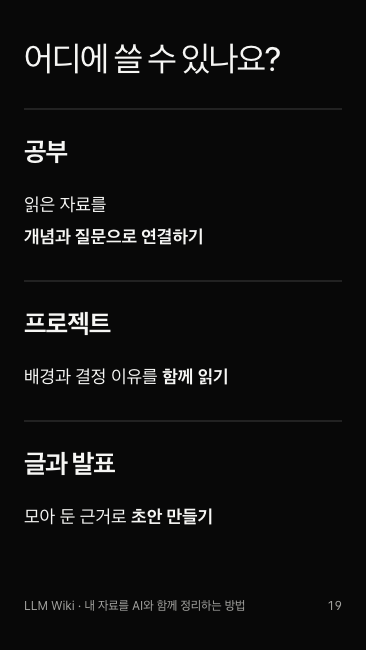 어디에 쓸 수 있나요?
공부
읽은 자료를
개념과 질문으로 연결하기
프로젝트
배경과 결정 이유를 함께 읽기
글과 발표
모아 둔 근거로 초안 만들기
LLM Wiki · 내 자료를 AI와 함께 정리하는 방법
19